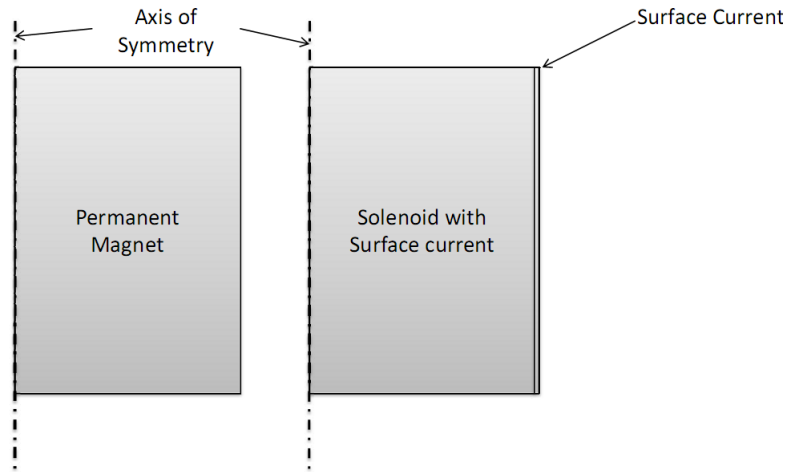 Axis of
Symmetry
Surface Current
Permanent
Magnet
Solenoid with
Surface current